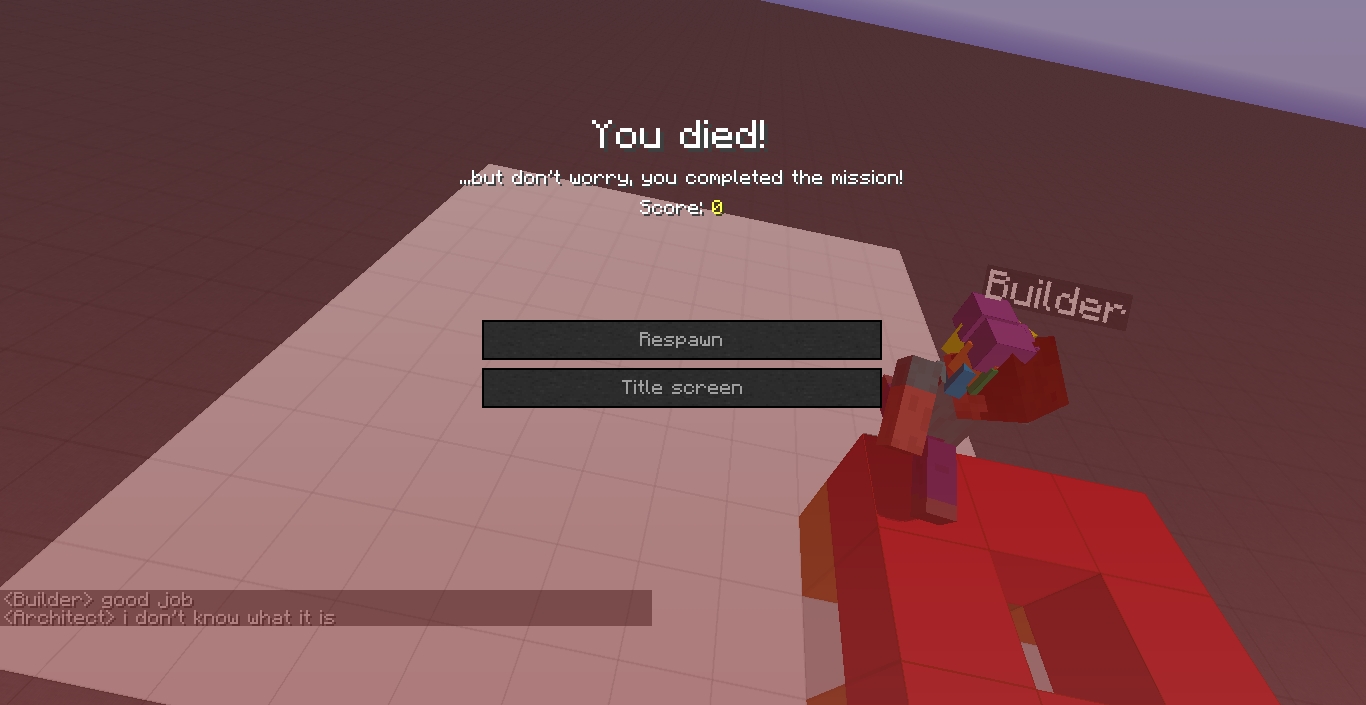 You died!
...but don't worry, you completed the mission!
Score: 0
Builder
Respawn
Title screen
<Builder> good job
<Architect> i don't know what it is